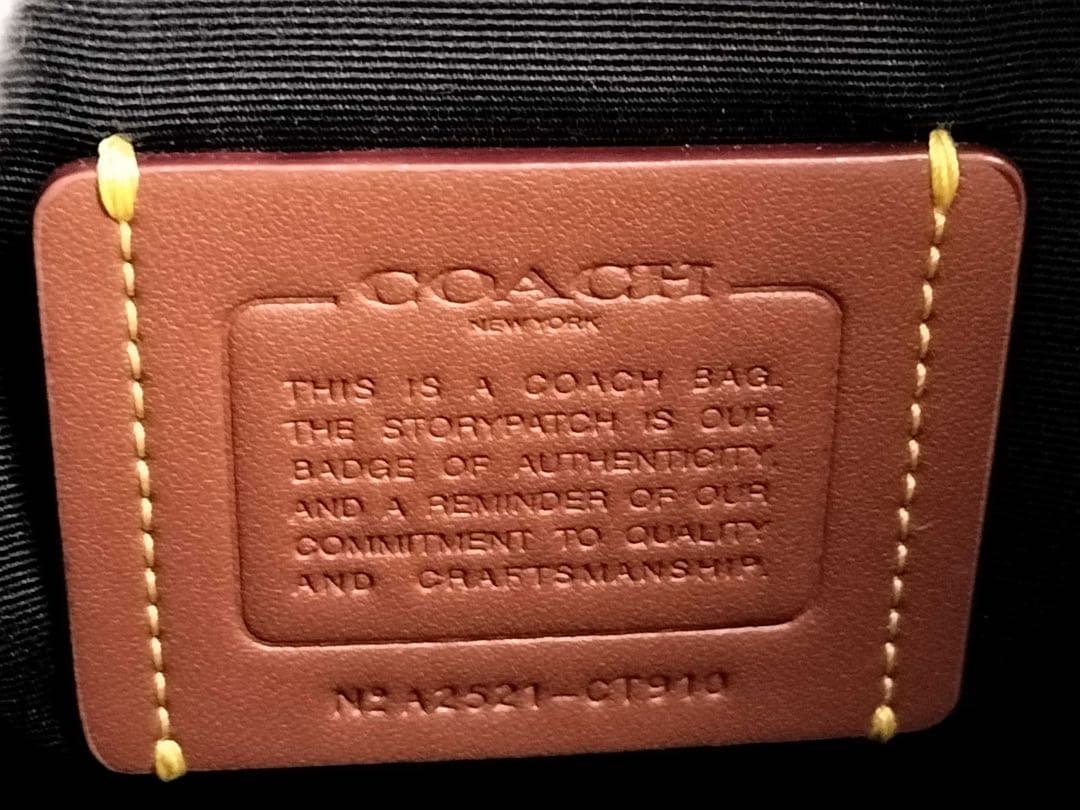 COACH
NEW YORK
THIS IS A COACH BAG.
THE STORYPATCH IS OUR
BADGE OF AUTHENTICITY,
AND A REMINDER OF OUR
COMMITMENT TO QUALITY
AND CRAFTSMANSHIP.
Nº A2521-CT910